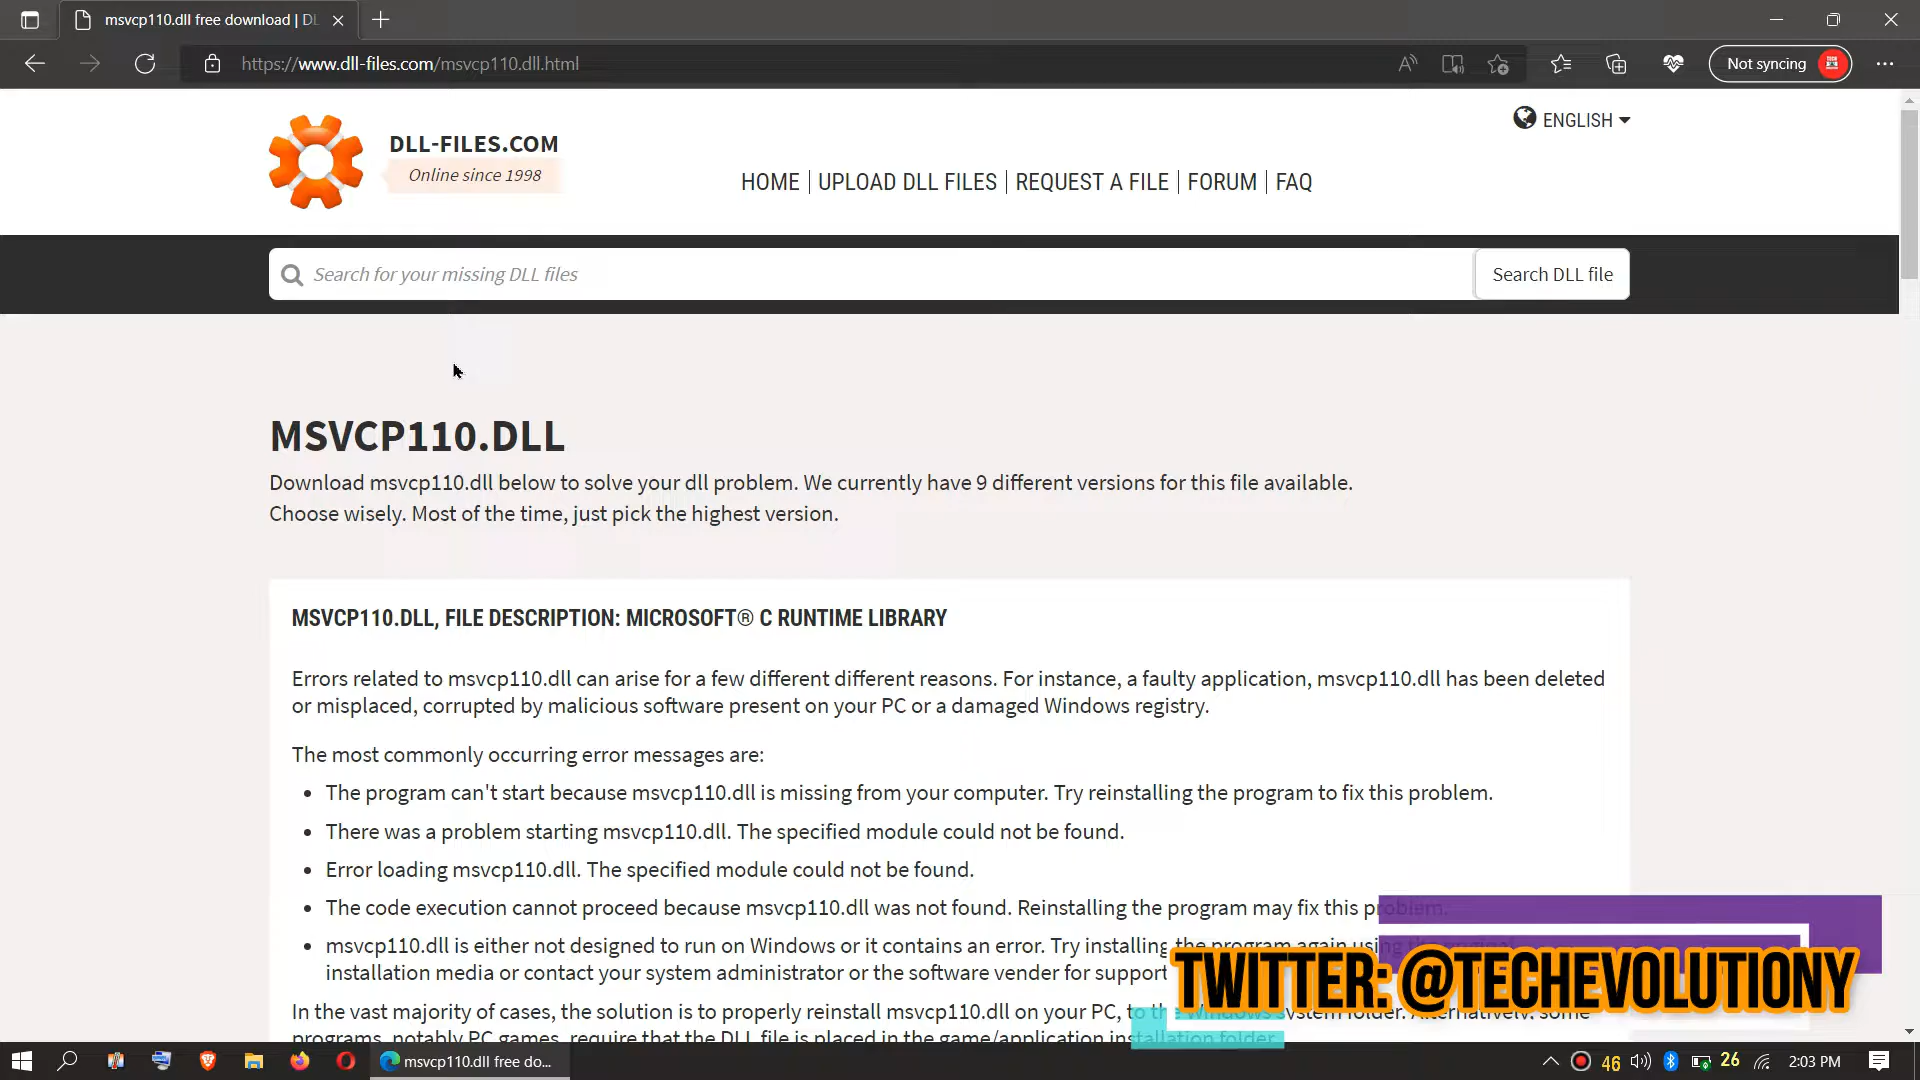 msvcp110.dll free download | DL
https://www.dll-files.com/msvcp110.dll.html
Not syncing
DLL-FILES.COM
Online since 1998
ENGLISH
HOME | UPLOAD DLL FILES | REQUEST A FILE | FORUM | FAQ
Search for your missing DLL files
Search DLL file
MSVCP110.DLL
Download msvcp110.dll below to solve your dll problem. We currently have 9 different versions for this file available.
Choose wisely. Most of the time, just pick the highest version.
MSVCP110.DLL, FILE DESCRIPTION: MICROSOFT® C RUNTIME LIBRARY
Errors related to msvcp110.dll can arise for a few different different reasons. For instance, a faulty application, msvcp110.dll has been deleted
or misplaced, corrupted by malicious software present on your PC or a damaged Windows registry.
The most commonly occurring error messages are:
• The program can't start because msvcp110.dll is missing from your computer. Try reinstalling the program to fix this problem.
• There was a problem starting msvcp110.dll. The specified module could not be found.
• Error loading msvcp110.dll. The specified module could not be found.
• The code execution cannot proceed because msvcp110.dll was not found. Reinstalling the program may fix this problem.
• msvcp110.dll is either not designed to run on Windows or it contains an error. Try installing the program again using the original
installation media or contact your system administrator or the software vender for support
TWITTER: @TECHEVOLUTIONY
In the vast majority of cases, the solution is to properly reinstall msvcp110.dll on your PC, to the Windows system folder. Alternatively, some
programs, notably PC games, require that the DLL file is placed in the game/application installation folder.
msvcp110.dll free do...
46
26
2:03 PM